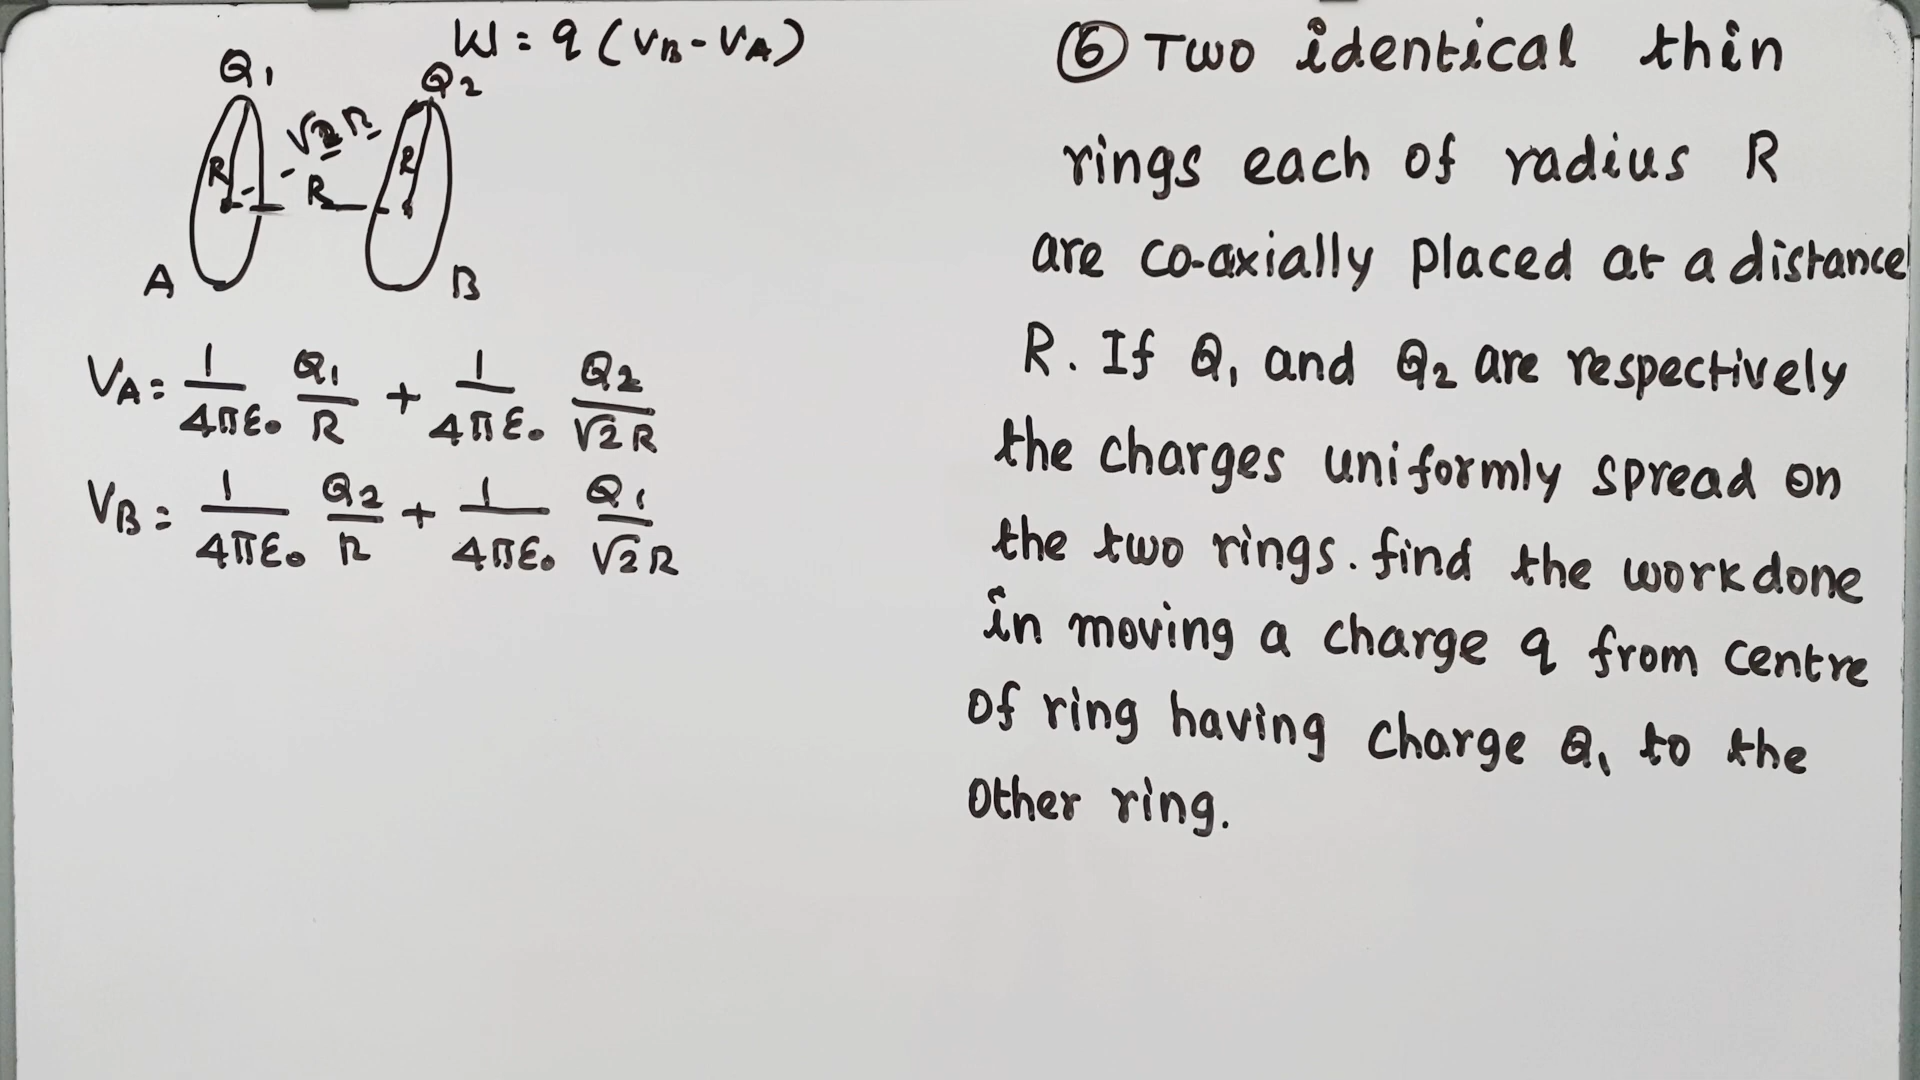 W = q (VB - VA)
Q1
Q2
√2 R
R
R
R
A
B
VA = 1/4πε₀ Q1/R + 1/4πε₀ Q2/√2 R
VB = 1/4πε₀ Q2/R + 1/4πε₀ Q1/√2 R
⑥ Two identical thin
rings each of radius R
are co-axially placed at a distance
R. If Q1 and Q2 are respectively
the charges uniformly spread on
the two rings. find the workdone
in moving a charge q from centre
of ring having charge Q1 to the
other ring.